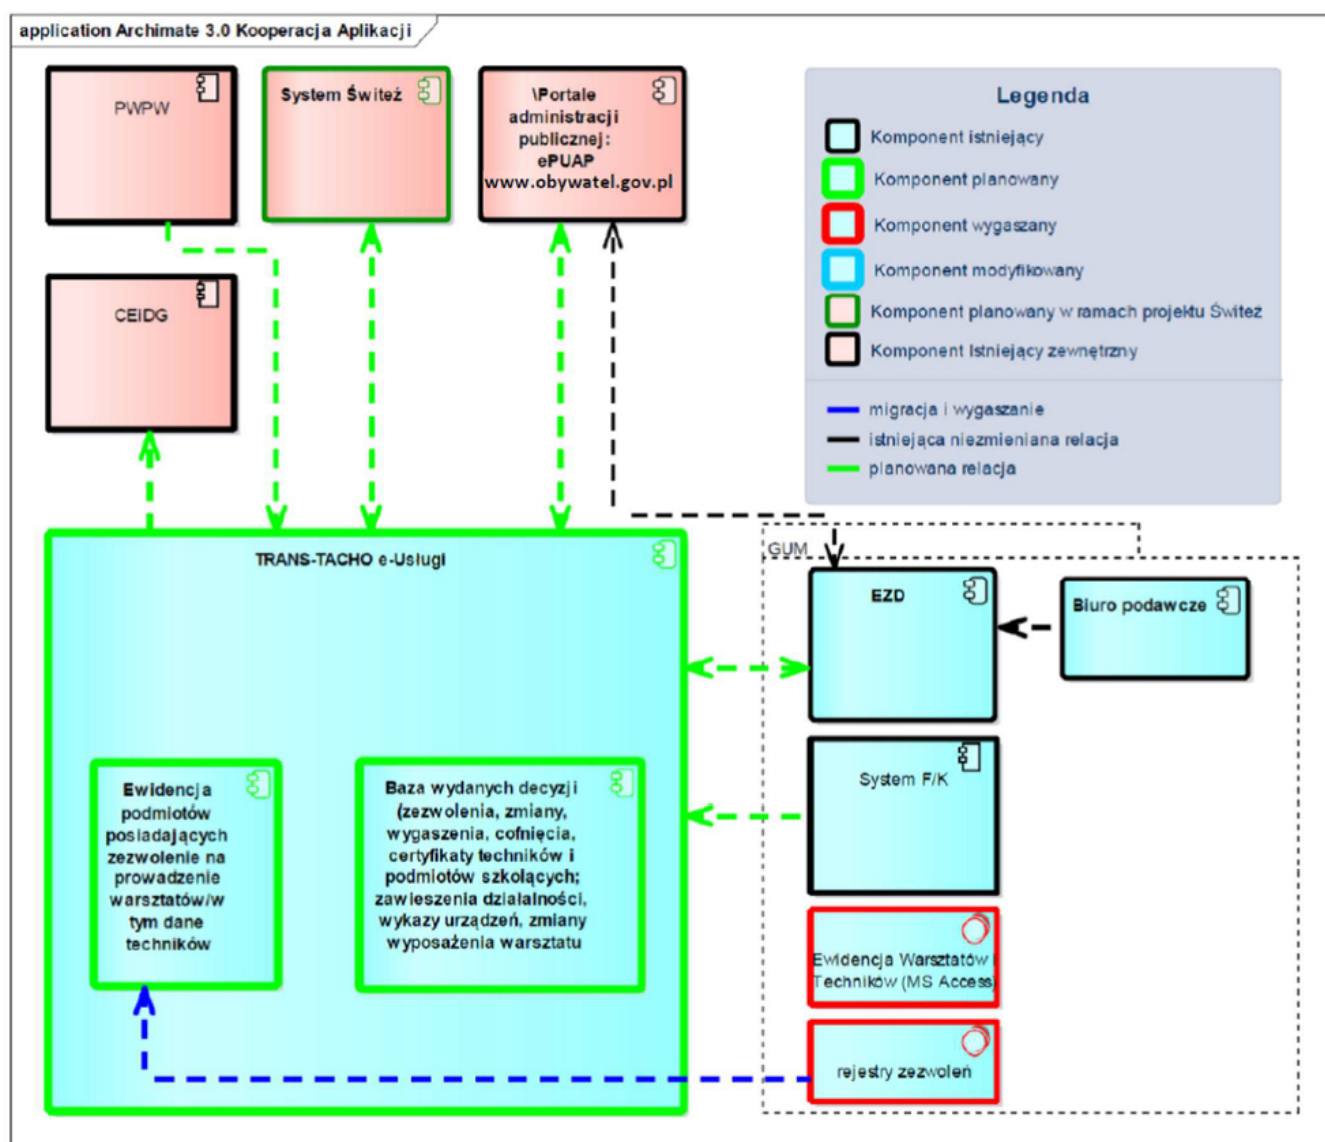 application Archimate 3.0 Kooperacja Aplikacji
PWPW
System Świteź
\Portale
administracji
publicznej:
ePUAP
www.obywatel.gov.pl
CEIDG
Legenda
Komponent istniejący
Komponent planowany
Komponent wygaszany
Komponent modyfikowany
Komponent planowany w ramach projektu Świteż
Komponent Istniejący zewnętrzny
migracja i wygaszanie
istniejąca niezmieniana relacja
planowana relacja
TRANS-TACHO e-Usługi
Ewidencja
podmiotów
posiadających
zezwolenie na
prowadzenie
warsztatów/w
tym dane
techników
Baza wydanych decyzji
(zezwolenia, zmiany,
wygaszenia, cofnięcia,
certyfikaty techników i
podmiotów szkolących;
zawieszenia działalności,
wykazy urządzeń, zmiany
wyposażenia warsztatu
GUM
EZD
Biuro podawcze
System F/K
Ewidencja Warsztatów i
Techników (MS Access)
rejestry zezwoleń